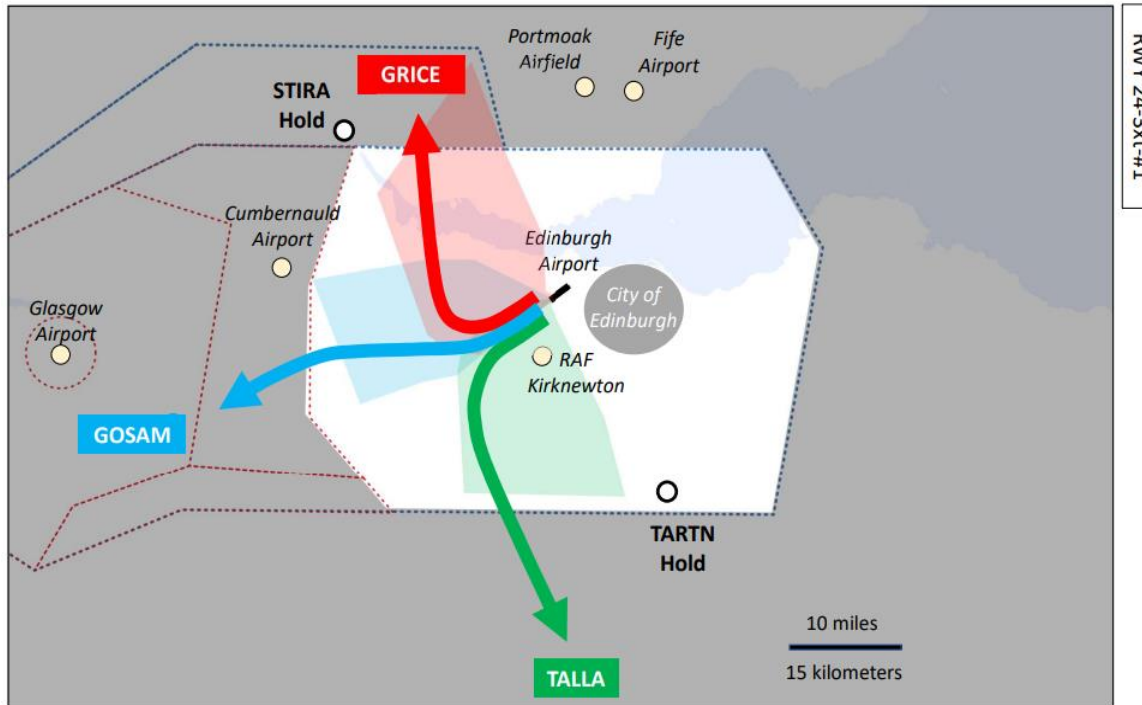 Portmoak
Airfield
Fife
Airport
GRICE
STIRA
Hold
Cumbernauld
Airport
Edinburgh
Airport
City of
Edinburgh
Glasgow
Airport
RAF
Kirknewton
GOSAM
TARTN
Hold
10 miles
15 kilometers
TALLA